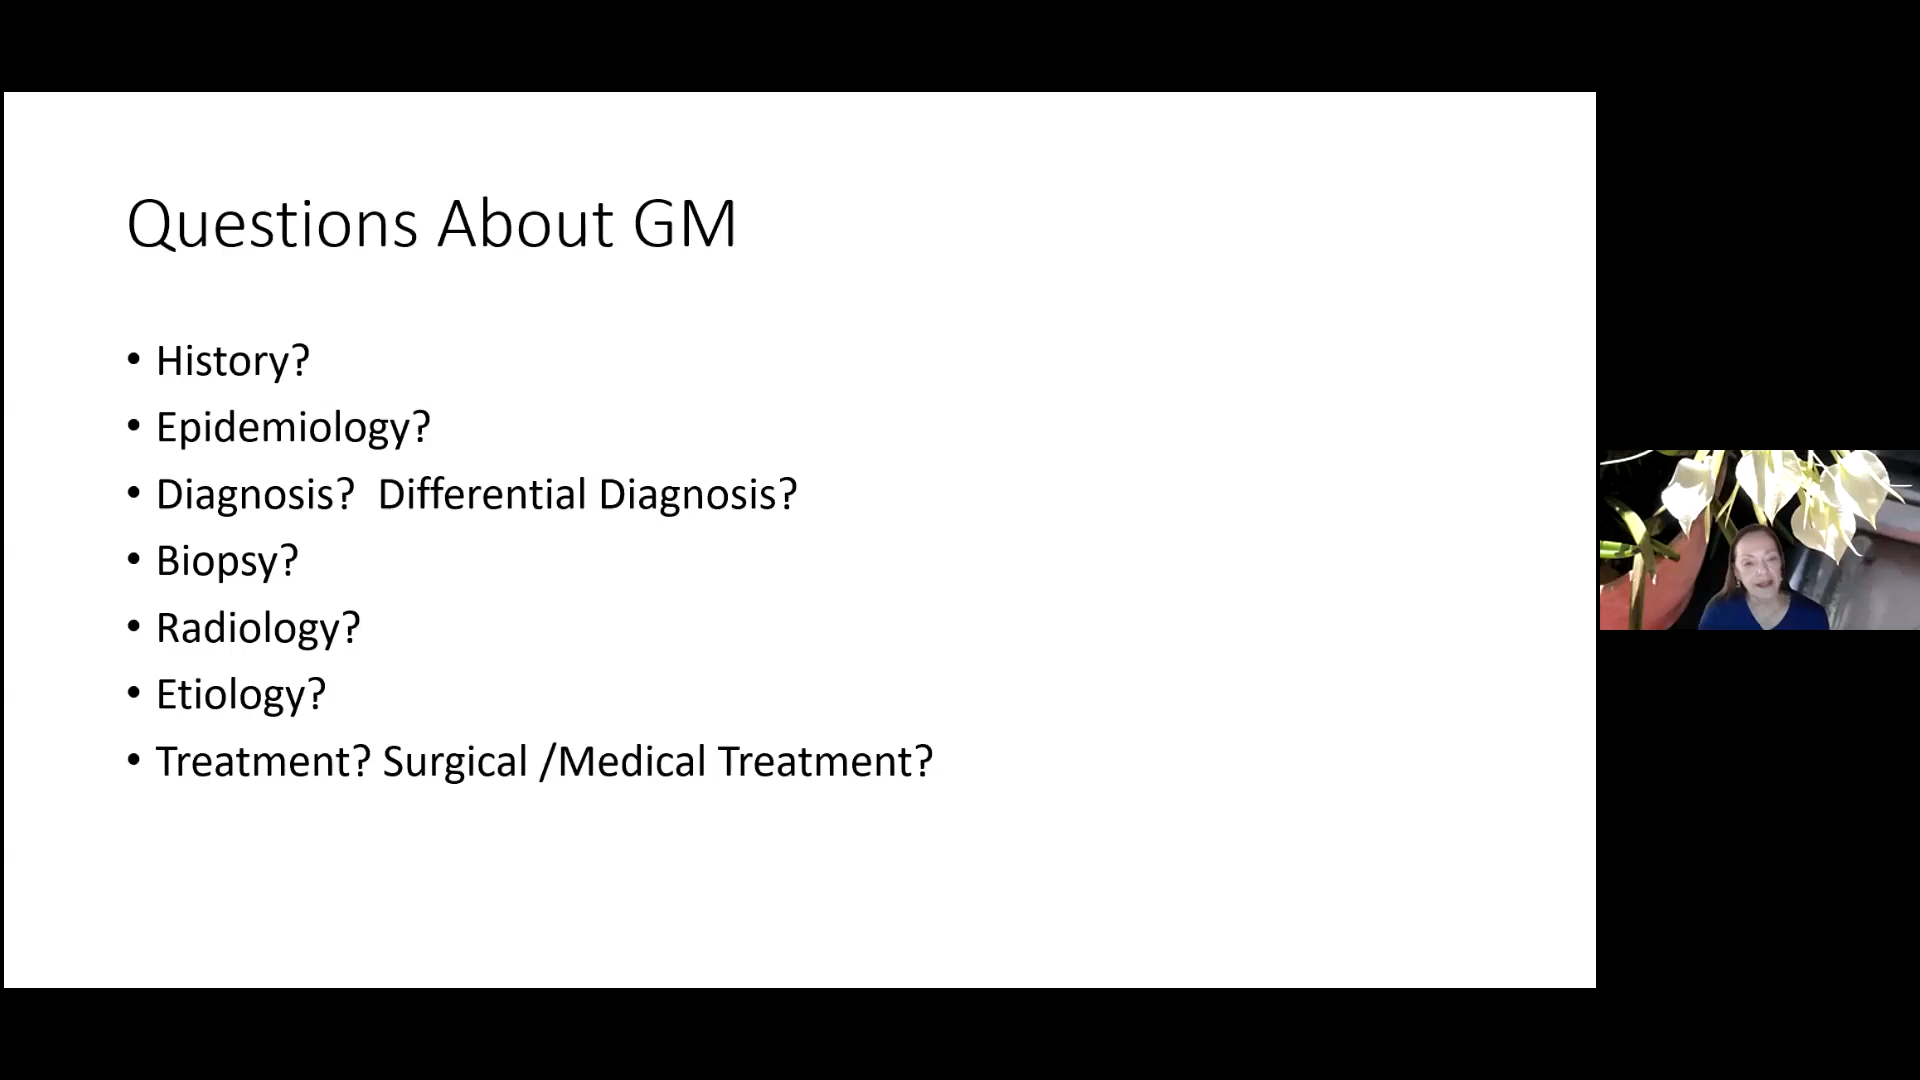 Questions About GM
• History?
• Epidemiology?
• Diagnosis?  Differential Diagnosis?
• Biopsy?
• Radiology?
• Etiology?
• Treatment? Surgical /Medical Treatment?